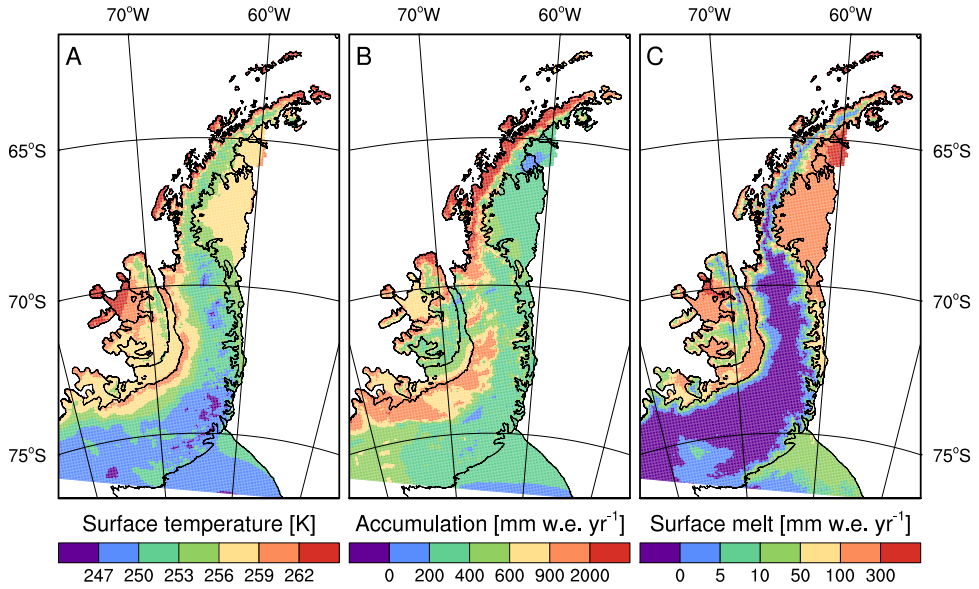 70°W 60°W 70°W 60°W 70°W 60°W
A B C
65°S 65°S
70°S 70°S
75°S 75°S
Surface temperature [K] Accumulation [mm w.e. yr⁻¹] Surface melt [mm w.e. yr⁻¹]
247 250 253 256 259 262 0 200 400 600 900 2000 0 5 10 50 100 300